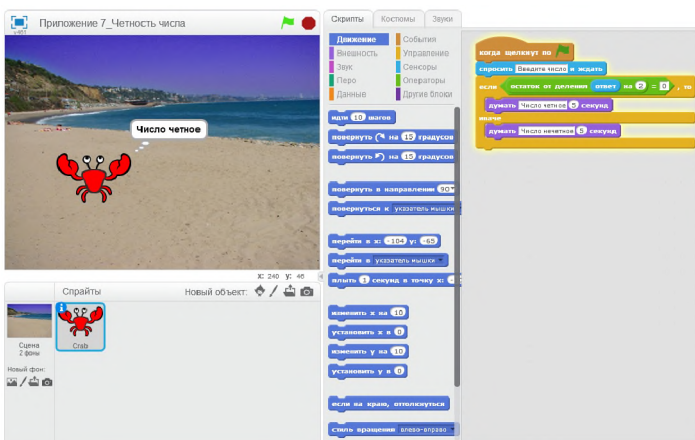 Приложение 7_Четность числа
v461
Число четное
x: 240 y: 46
Спрайты
Новый объект:
Сцена
2 фоны
Новый фон:
Crab
Скрипты
Костюмы
Звуки
Движение
События
Внешность
Управление
Звук
Сенсоры
Перо
Операторы
Данные
Другие блоки
идти 10 шагов
повернуть на 15 градусов
повернуть на 15 градусов
повернуть в направлении 90
повернуться к указатель мышки
перейти в x: -104 y: -65
перейти в указатель мышки
плыть 1 секунд в точку x:
изменить x на 10
установить x в 0
изменить y на 10
установить y в 0
если на краю, оттолкнуться
стиль вращения влево-вправо
когда щелкнут по
спросить Введите число и ждать
если остаток от деления ответ на 2 = 0 , то
думать Число четное 5 секунд
иначе
думать Число нечетное 5 секунд